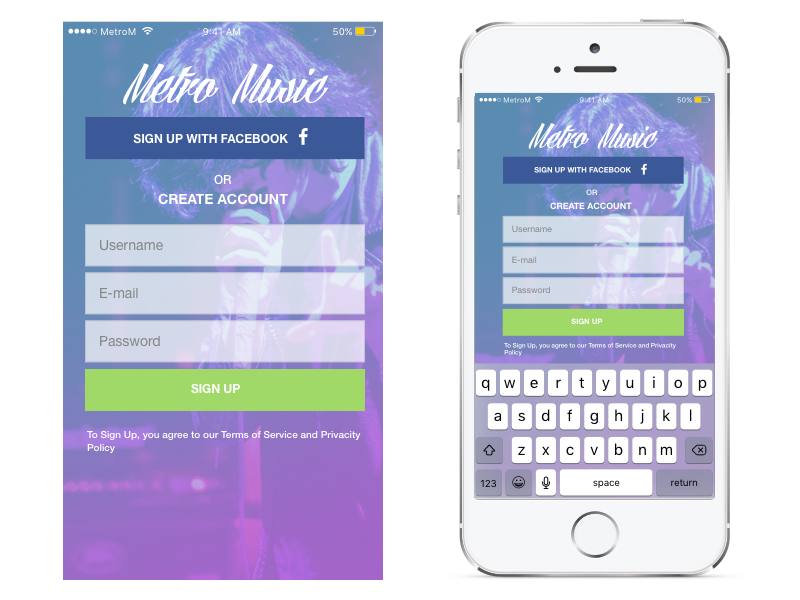 MetroM 9:41 AM 50%
Metro Music
SIGN UP WITH FACEBOOK f
OR
CREATE ACCOUNT
Username
E-mail
Password
SIGN UP
To Sign Up, you agree to our Terms of Service and Privacity
Policy
MetroM 9:41 AM 50%
Metro Music
SIGN UP WITH FACEBOOK f
OR
CREATE ACCOUNT
Username
E-mail
Password
SIGN UP
To Sign Up, you agree to our Terms of Service and Privacity
Policy
q w e r t y u i o p
a s d f g h j k l
z x c v b n m
123 space return